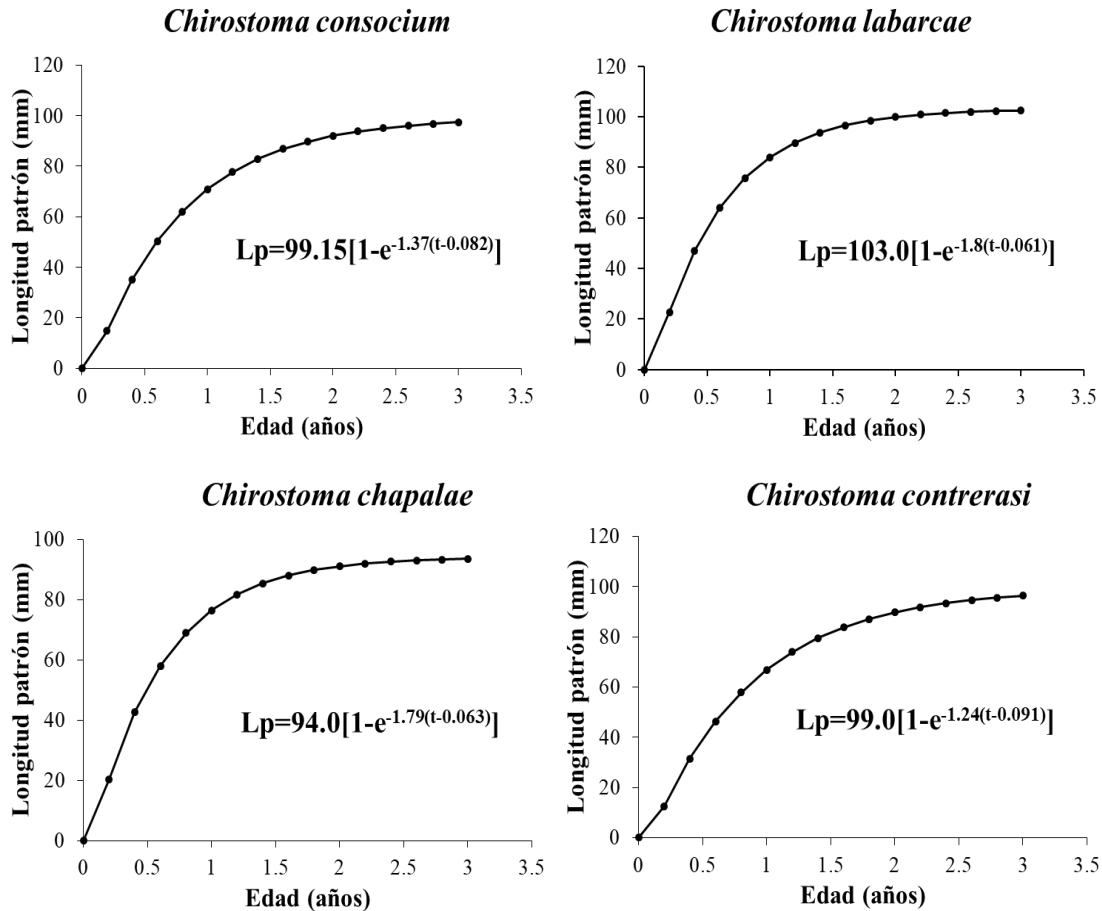 Chirostoma consocium
Longitud patrón (mm)
120
100
80
60
40
20
0
Lp=99.15[1-e^-1.37(t-0.082)]
0 0.5 1 1.5 2 2.5 3 3.5
Edad (años)
Chirostoma labarcae
Longitud patrón (mm)
120
100
80
60
40
20
0
Lp=103.0[1-e^-1.8(t-0.061)]
0 0.5 1 1.5 2 2.5 3 3.5
Edad (años)
Chirostoma chapalae
Longitud patrón (mm)
100
80
60
40
20
0
Lp=94.0[1-e^-1.79(t-0.063)]
0 0.5 1 1.5 2 2.5 3 3.5
Edad (años)
Chirostoma contrerasi
Longitud patrón (mm)
120
100
80
60
40
20
0
Lp=99.0[1-e^-1.24(t-0.091)]
0 0.5 1 1.5 2 2.5 3 3.5
Edad (años)